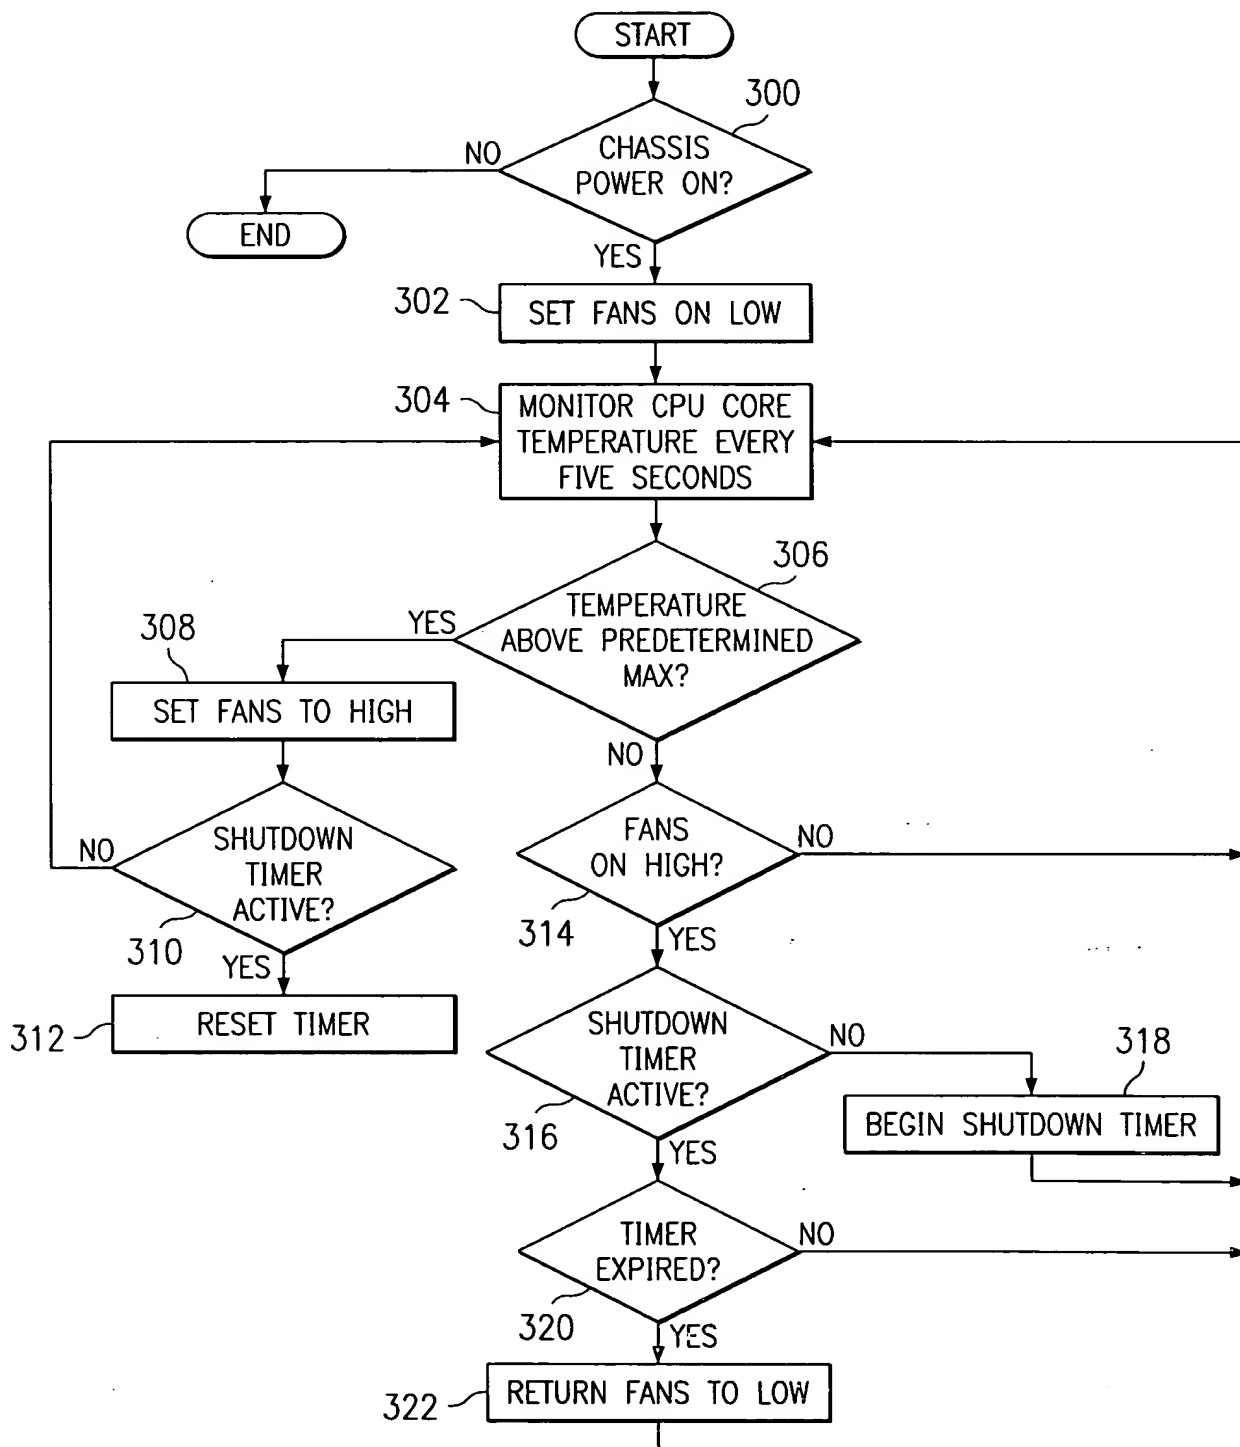 START
300
CHASSIS
POWER ON?
NO
END
YES
302
SET FANS ON LOW
304
MONITOR CPU CORE
TEMPERATURE EVERY
FIVE SECONDS
306
TEMPERATURE
ABOVE PREDETERMINED
MAX?
YES
308
SET FANS TO HIGH
NO
SHUTDOWN
TIMER
ACTIVE?
NO
310
YES
312
RESET TIMER
FANS
ON HIGH?
NO
314
YES
SHUTDOWN
TIMER
ACTIVE?
NO
316
318
BEGIN SHUTDOWN TIMER
YES
TIMER
EXPIRED?
NO
320
YES
322
RETURN FANS TO LOW